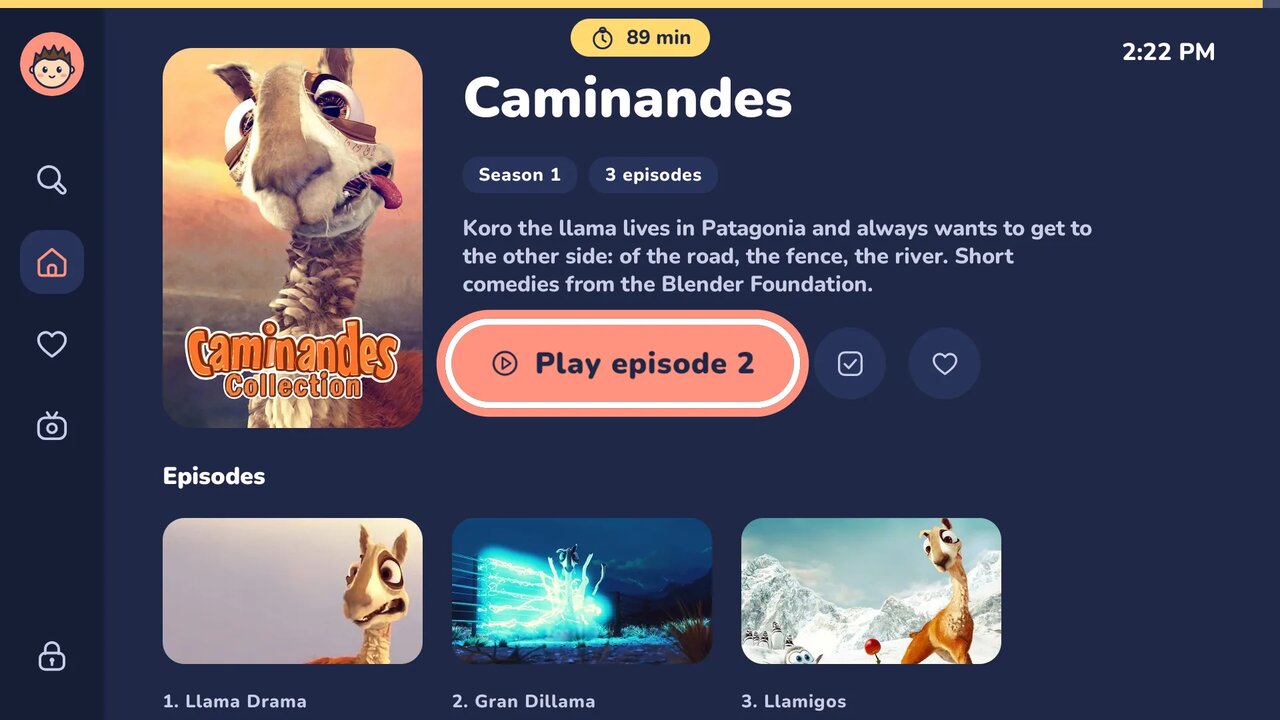 89 min
2:22 PM
Caminandes
Season 1
3 episodes
Koro the llama lives in Patagonia and always wants to get to
the other side: of the road, the fence, the river. Short
comedies from the Blender Foundation.
Play episode 2
Caminandes
Collection
Episodes
1. Llama Drama
2. Gran Dillama
3. Llamigos